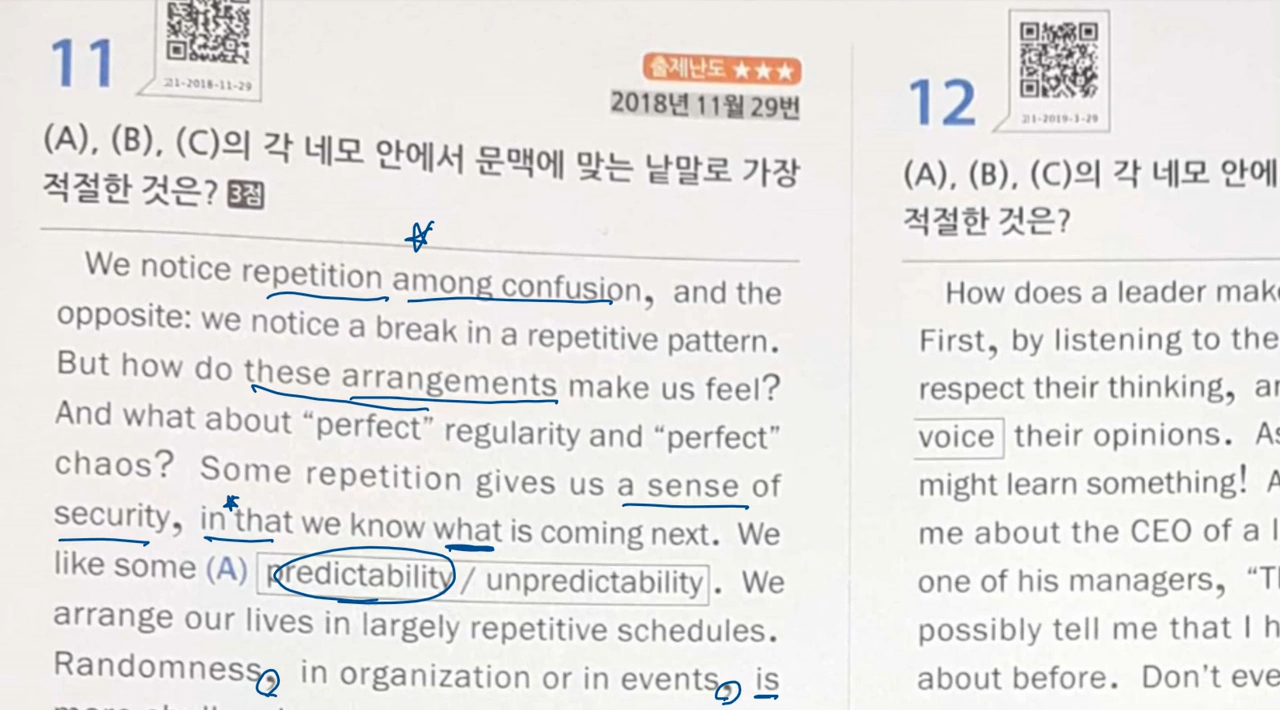 11
고1-2018-11-29
출제난도 ★★★
2018년 11월 29번
(A), (B), (C)의 각 네모 안에서 문맥에 맞는 낱말로 가장
적절한 것은? 3점
We notice repetition among confusion, and the
opposite: we notice a break in a repetitive pattern.
But how do these arrangements make us feel?
And what about “perfect” regularity and “perfect”
chaos? Some repetition gives us a sense of
security, in that we know what is coming next. We
like some (A) predictability / unpredictability. We
arrange our lives in largely repetitive schedules.
Randomness, in organization or in events, is
12
고1-2019-3-29
(A), (B), (C)의 각 네모 안에
적절한 것은?
How does a leader mak
First, by listening to the
respect their thinking, a
voice their opinions. As
might learn something! A
me about the CEO of a l
one of his managers, “T
possibly tell me that I h
about before. Don’t eve